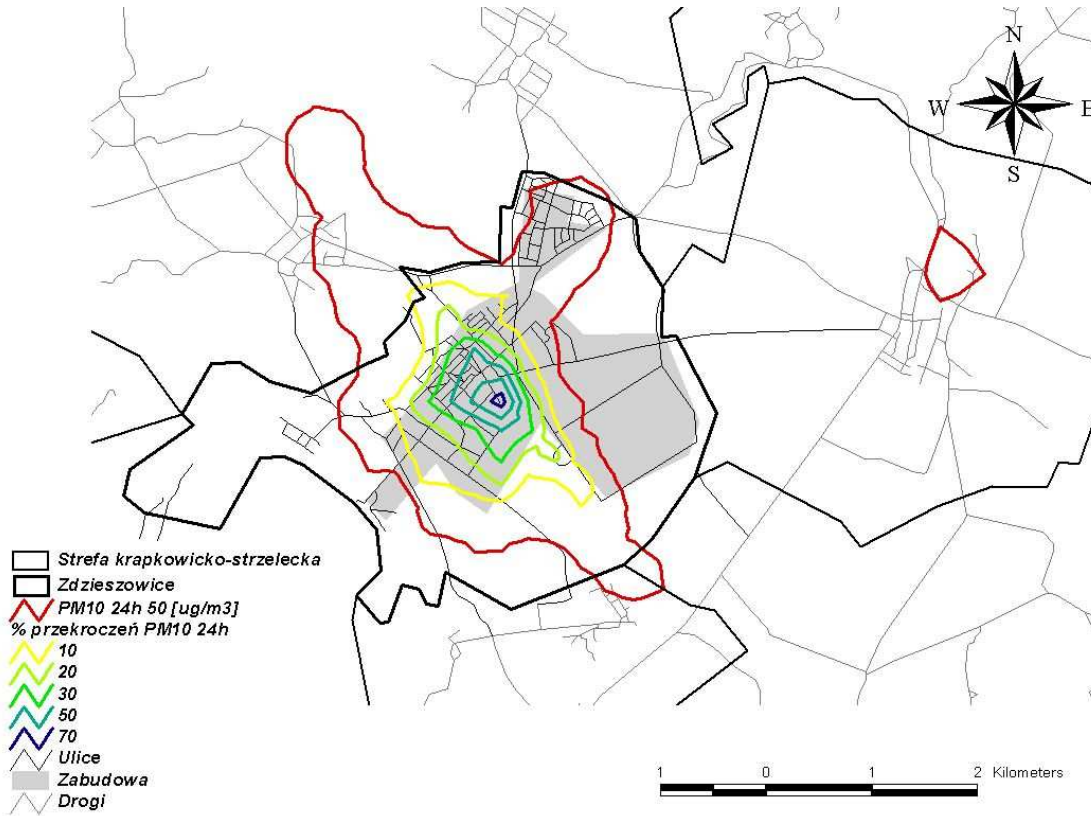 N
W E
S
Strefa krapkowicko-strzelecka
Zdzieszowice
PM10 24h 50 [ug/m3]
% przekroczeń PM10 24h
10
20
30
50
70
Ulice
Zabudowa
Drogi
1 0 1 2 Kilometers